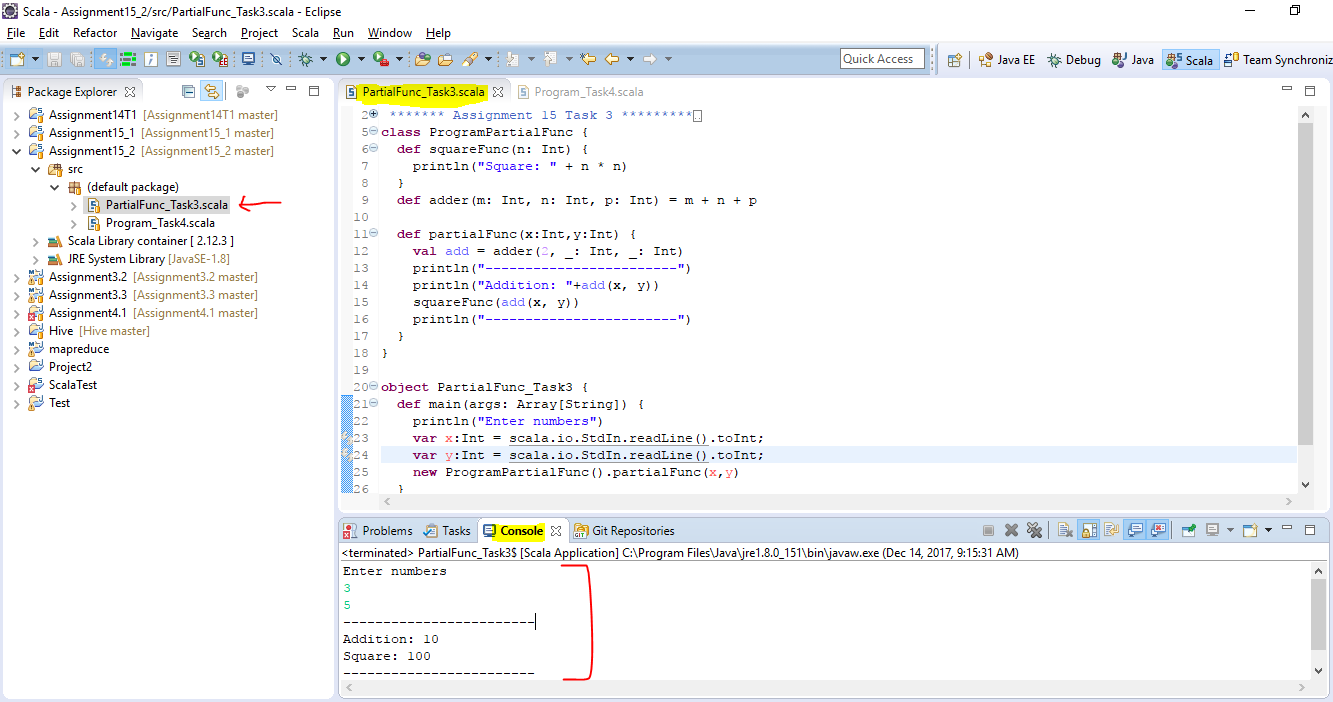 Scala - Assignment15_2/src/PartialFunc_Task3.scala - Eclipse
File Edit Refactor Navigate Search Project Scala Run Window Help
Quick Access Java EE Debug Java Scala Team Synchroniz
Package Explorer
Assignment14T1 [Assignment14T1 master]
Assignment15_1 [Assignment15_1 master]
Assignment15_2 [Assignment15_2 master]
src
(default package)
PartialFunc_Task3.scala
Program_Task4.scala
Scala Library container [ 2.12.3 ]
JRE System Library [JavaSE-1.8]
Assignment3.2 [Assignment3.2 master]
Assignment3.3 [Assignment3.3 master]
Assignment4.1 [Assignment4.1 master]
Hive [Hive master]
mapreduce
Project2
ScalaTest
Test
PartialFunc_Task3.scala Program_Task4.scala
2 ******* Assignment 15 Task 3 *********
5 class ProgramPartialFunc {
6 def squareFunc(n: Int) {
7 println("Square: " + n * n)
8 }
9 def adder(m: Int, n: Int, p: Int) = m + n + p
10
11 def partialFunc(x:Int,y:Int) {
12 val add = adder(2, _: Int, _: Int)
13 println("------------------------")
14 println("Addition: "+add(x, y))
15 squareFunc(add(x, y))
16 println("------------------------")
17 }
18 }
19
20 object PartialFunc_Task3 {
21 def main(args: Array[String]) {
22 println("Enter numbers")
23 var x:Int = scala.io.StdIn.readLine().toInt;
24 var y:Int = scala.io.StdIn.readLine().toInt;
25 new ProgramPartialFunc().partialFunc(x,y)
26 }
Problems Tasks Console Git Repositories
<terminated> PartialFunc_Task3$ [Scala Application] C:\Program Files\Java\jre1.8.0_151\bin\javaw.exe (Dec 14, 2017, 9:15:31 AM)
Enter numbers
3
5
------------------------
Addition: 10
Square: 100
------------------------